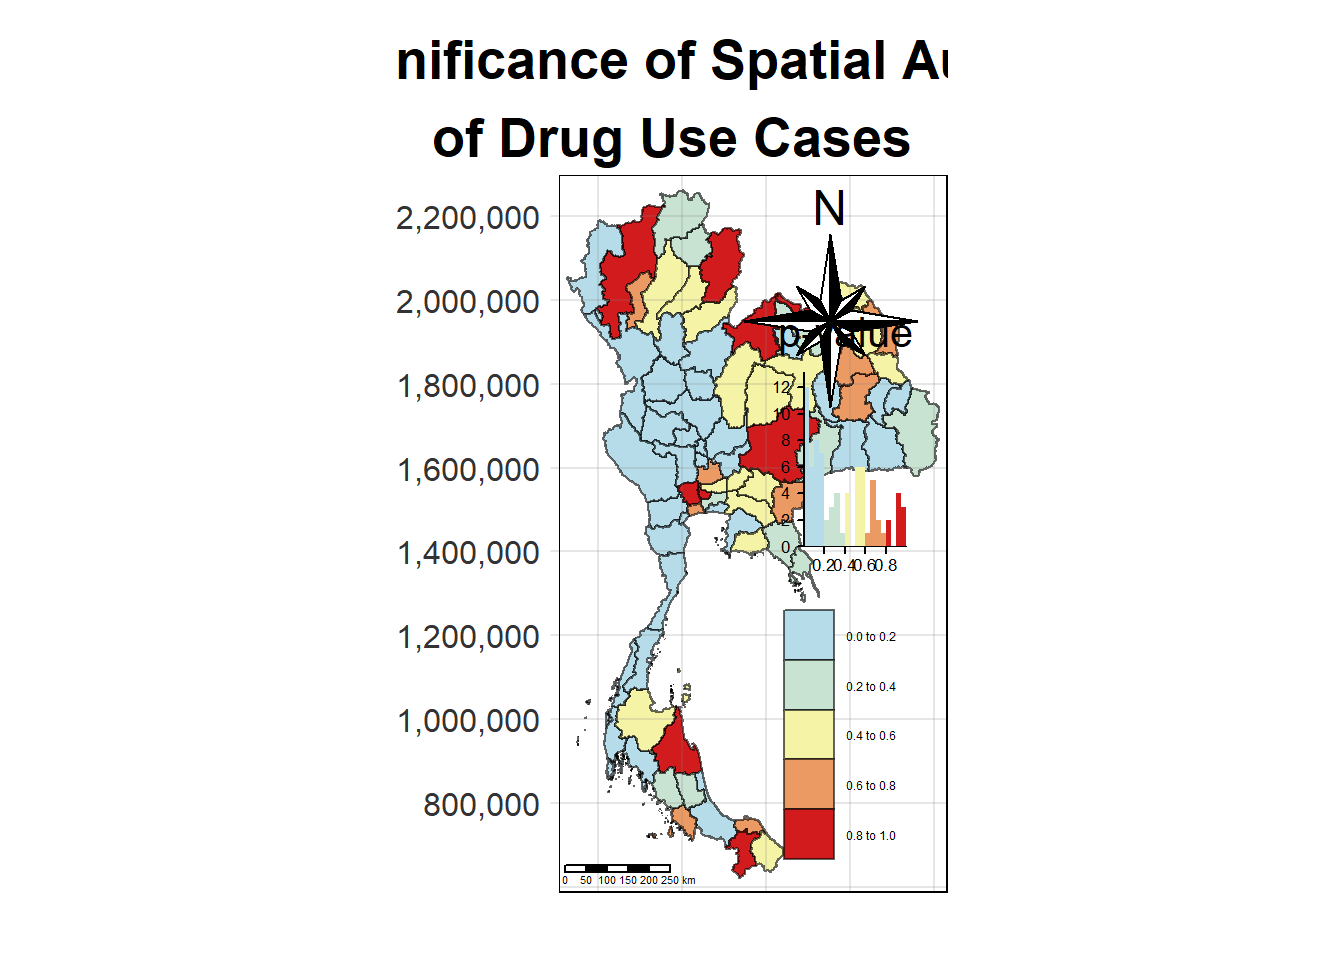 nificance of Spatial Au
of Drug Use Cases
N
2,200,000
2,000,000
1,800,000
1,600,000
1,400,000
1,200,000
1,000,000
800,000
12
10
8
6
4
2
0
0.2 0.4 0.6 0.8
0.0 to 0.2
0.2 to 0.4
0.4 to 0.6
0.6 to 0.8
0.8 to 1.0
0 50 100 150 200 250 km